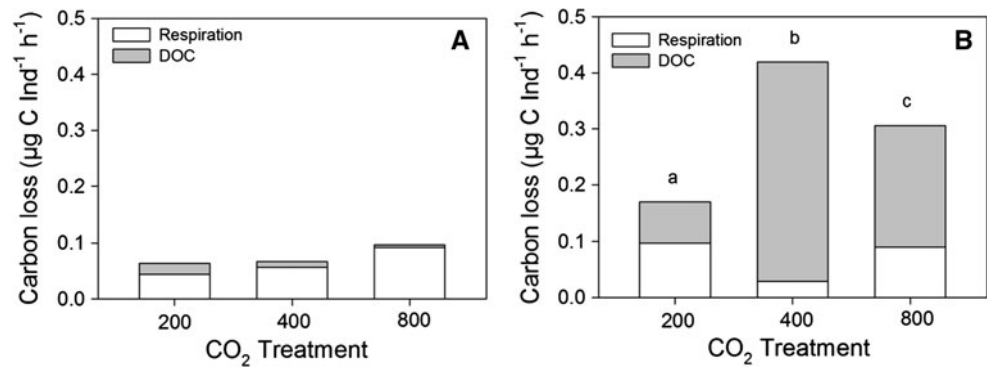 0.5
0.4
0.3
0.2
0.1
0.0
Carbon loss (µg C Ind⁻¹ h⁻¹)
Respiration
DOC
A
200
400
800
CO₂ Treatment
0.5
0.4
0.3
0.2
0.1
0.0
Carbon loss (µg C Ind⁻¹ h⁻¹)
Respiration
DOC
B
a
b
c
200
400
800
CO₂ Treatment